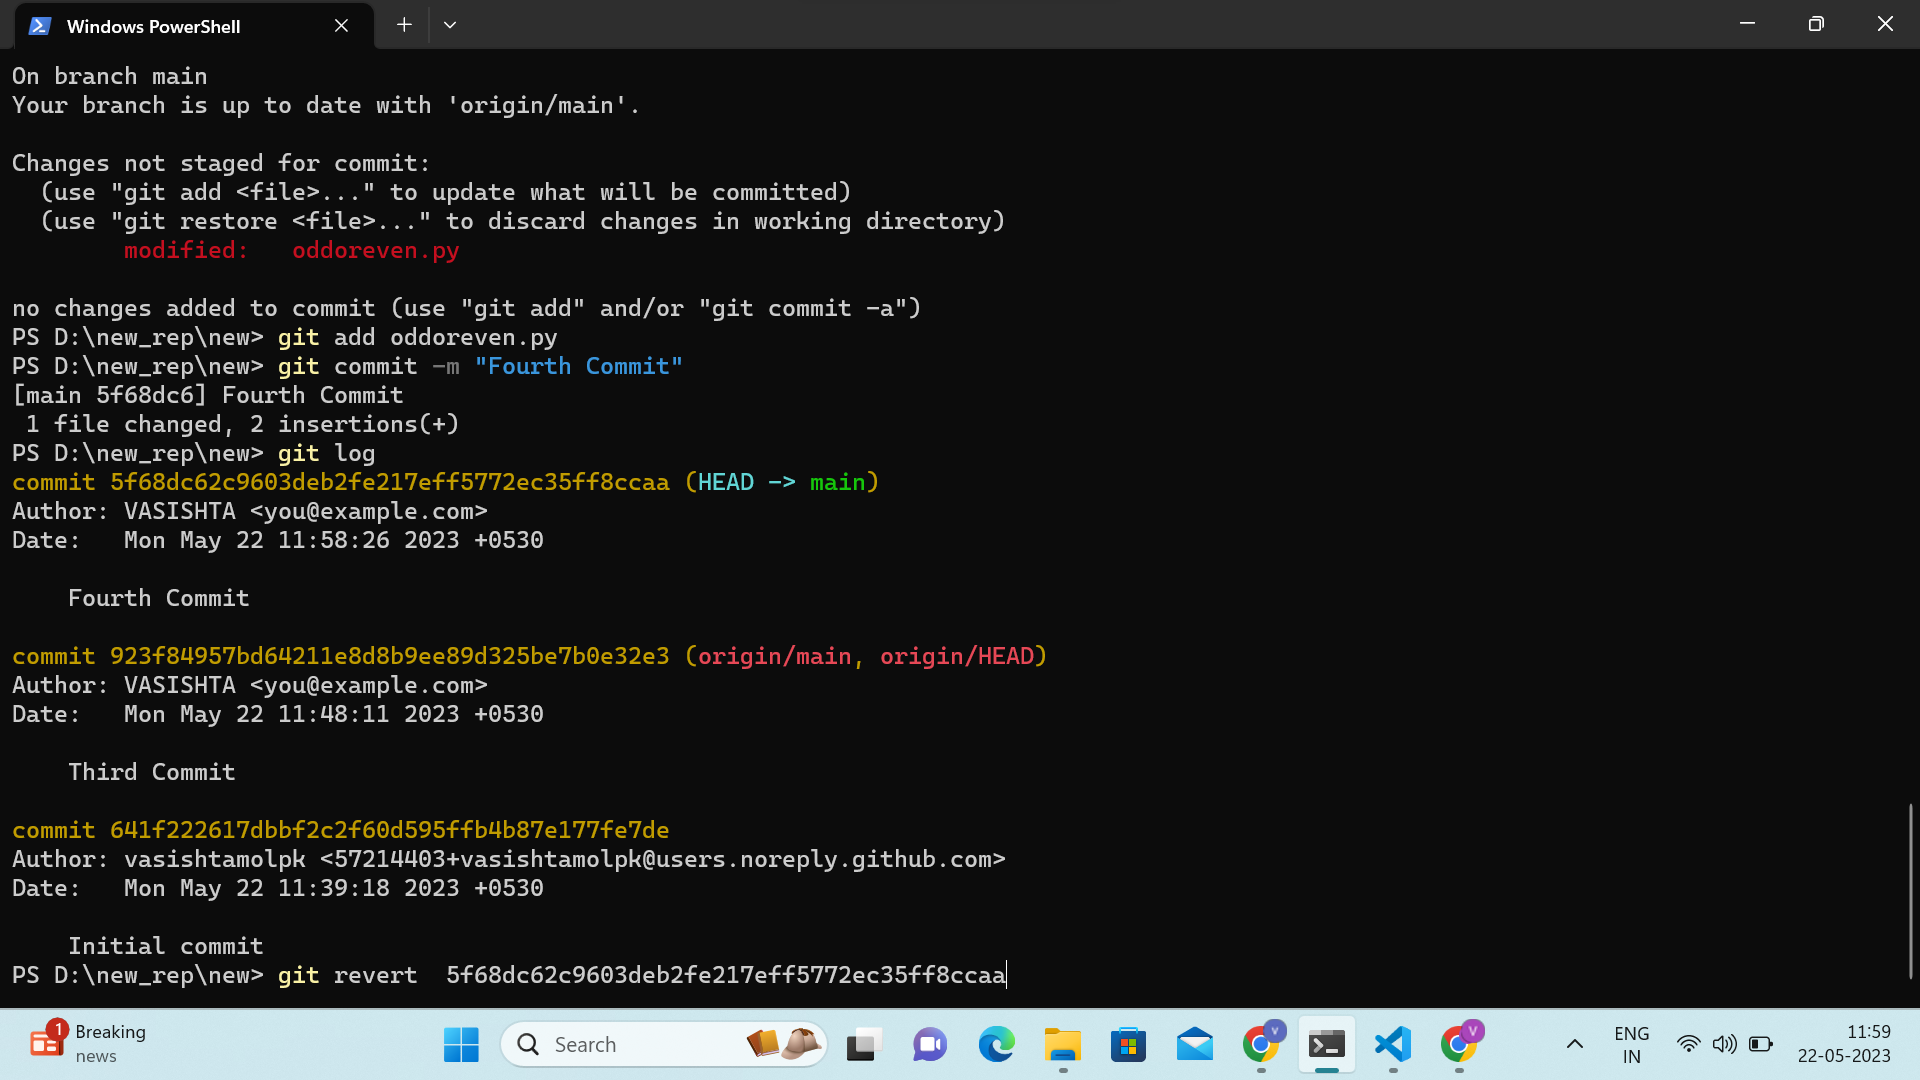 Windows PowerShell
On branch main
Your branch is up to date with 'origin/main'.
Changes not staged for commit:
(use "git add <file>..." to update what will be committed)
(use "git restore <file>..." to discard changes in working directory)
modified: oddoreven.py
no changes added to commit (use "git add" and/or "git commit -a")
PS D:\new_rep\new> git add oddoreven.py
PS D:\new_rep\new> git commit -m "Fourth Commit"
[main 5f68dc6] Fourth Commit
1 file changed, 2 insertions(+)
PS D:\new_rep\new> git log
commit 5f68dc62c9603deb2fe217eff5772ec35ff8ccaa (HEAD -> main)
Author: VASISHTA <you@example.com>
Date: Mon May 22 11:58:26 2023 +0530
Fourth Commit
commit 923f84957bd64211e8d8b9ee89d325be7b0e32e3 (origin/main, origin/HEAD)
Author: VASISHTA <you@example.com>
Date: Mon May 22 11:48:11 2023 +0530
Third Commit
commit 641f222617dbbf2c2f60d595ffb4b87e177fe7de
Author: vasishtamolpk <57214403+vasishtamolpk@users.noreply.github.com>
Date: Mon May 22 11:39:18 2023 +0530
Initial commit
PS D:\new_rep\new> git revert  5f68dc62c9603deb2fe217eff5772ec35ff8ccaa
1
Breaking
news
Search
V
V
ENG
IN
11:59
22-05-2023